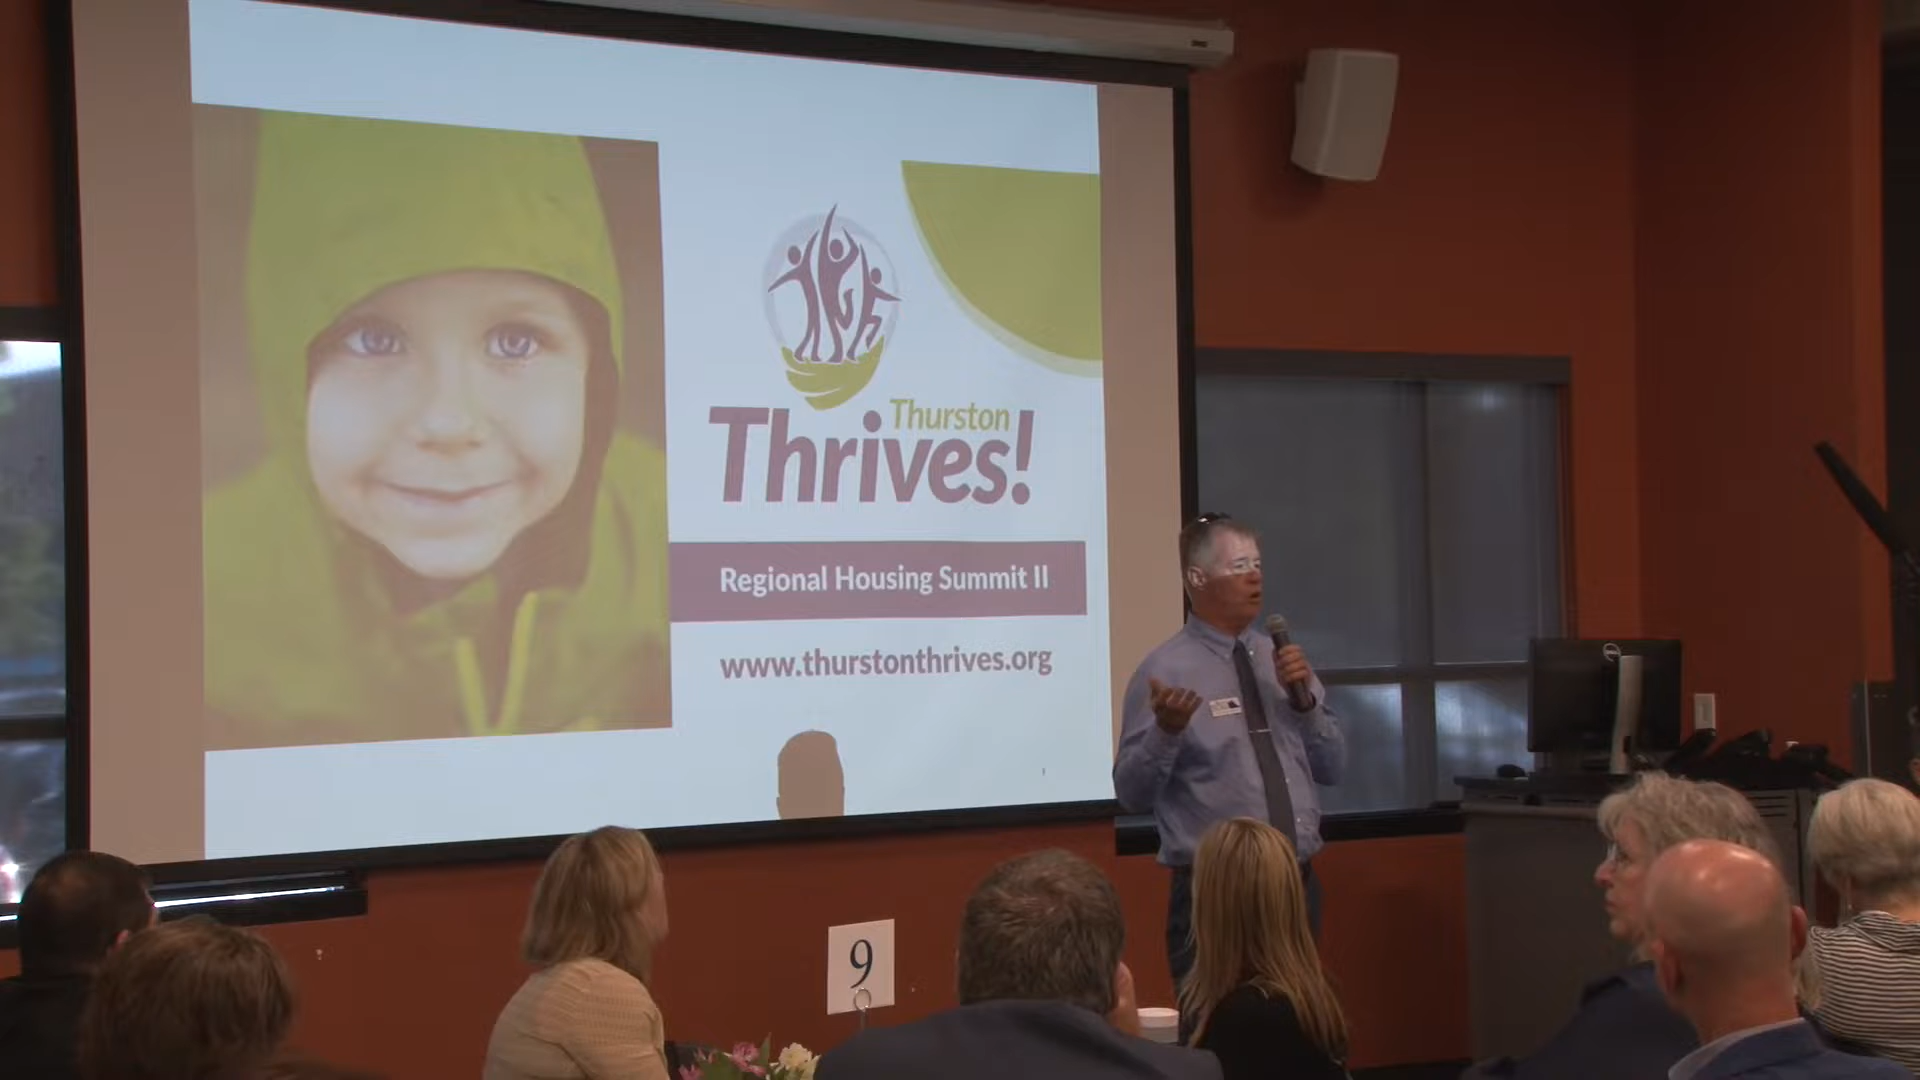 Thurston
Thrives!
Regional Housing Summit II
www.thurstonthrives.org
9